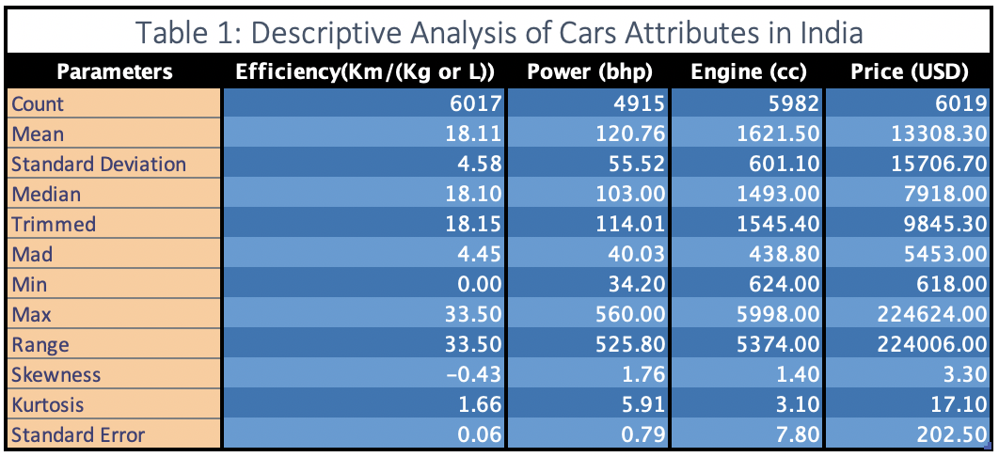 Table 1: Descriptive Analysis of Cars Attributes in India
Parameters Efficiency(Km/(Kg or L)) Power (bhp) Engine (cc) Price (USD)
Count 6017 4915 5982 6019
Mean 18.11 120.76 1621.50 13308.30
Standard Deviation 4.58 55.52 601.10 15706.70
Median 18.10 103.00 1493.00 7918.00
Trimmed 18.15 114.01 1545.40 9845.30
Mad 4.45 40.03 438.80 5453.00
Min 0.00 34.20 624.00 618.00
Max 33.50 560.00 5998.00 224624.00
Range 33.50 525.80 5374.00 224006.00
Skewness −0.43 1.76 1.40 3.30
Kurtosis 1.66 5.91 3.10 17.10
Standard Error 0.06 0.79 7.80 202.50